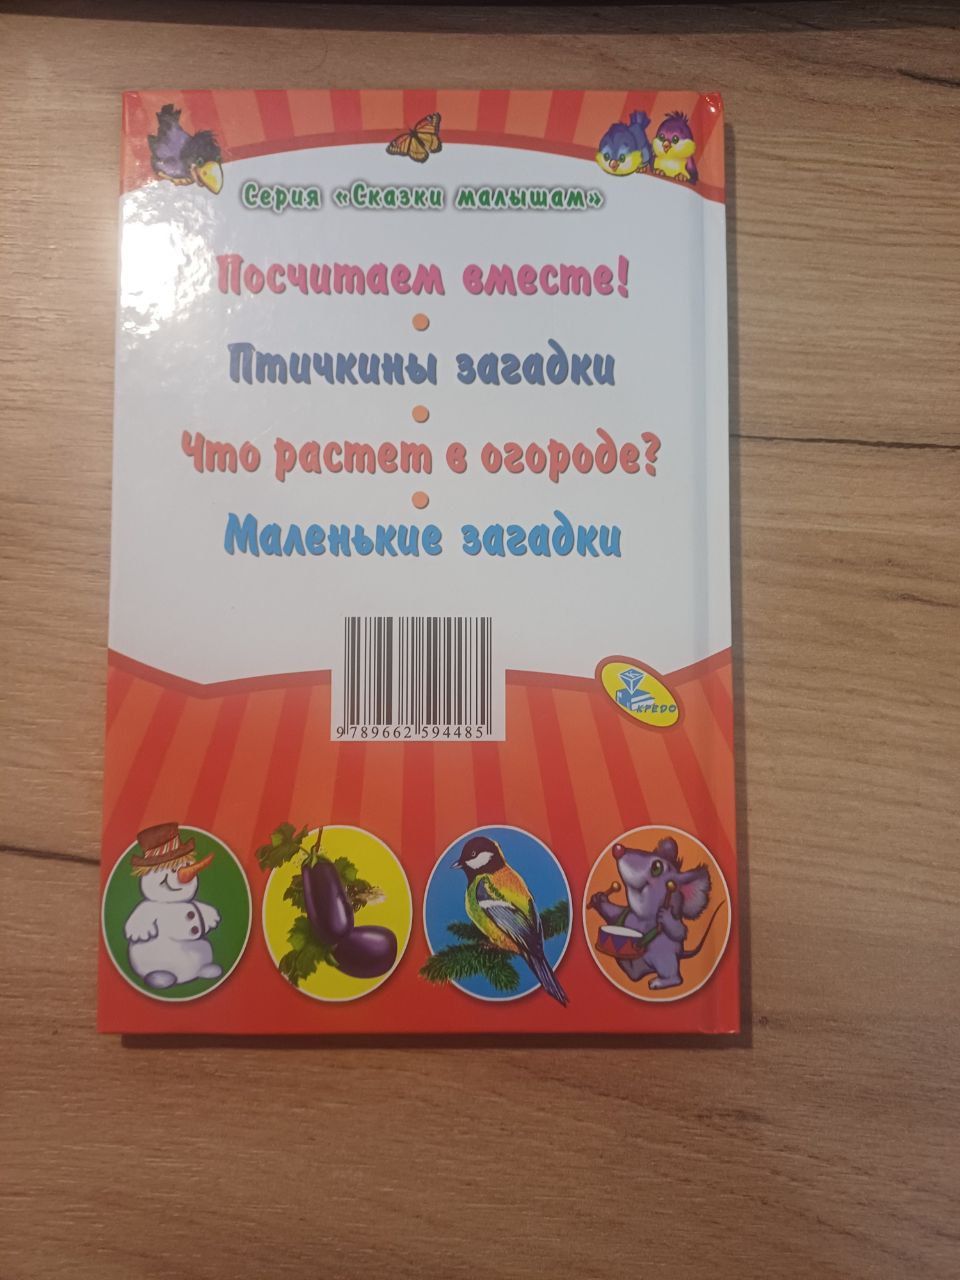 Серия «Сказки малышам»
Посчитаем вместе!
Птичкины загадки
Что растет в огороде?
Маленькие загадки
9 789662 594485
КРЕДО